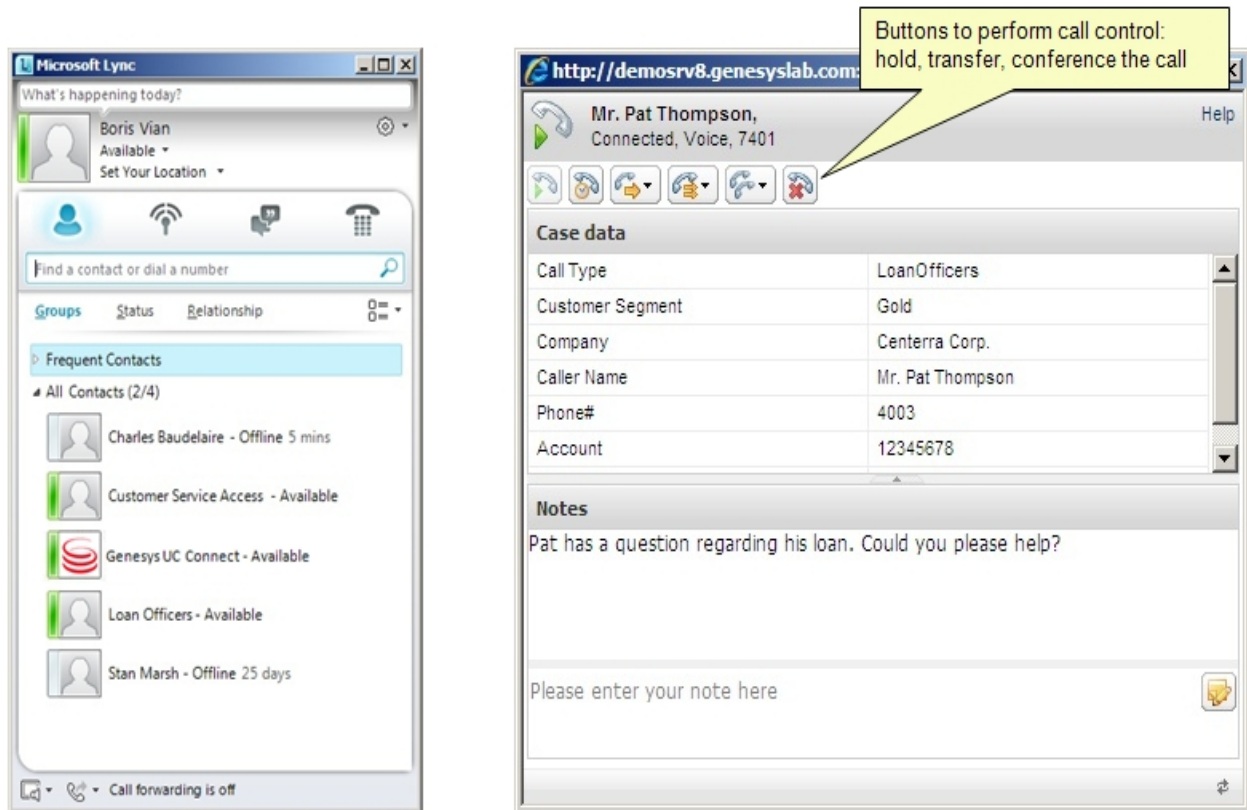 Microsoft Lync
What's happening today?
Boris Vian
Available
Set Your Location
Find a contact or dial a number
Groups Status Relationship
Frequent Contacts
All Contacts (2/4)
Charles Baudelaire - Offline 5 mins
Customer Service Access - Available
Genesys UC Connect - Available
Loan Officers - Available
Stan Marsh - Offline 25 days
Call forwarding is off
Buttons to perform call control:
hold, transfer, conference the call
http://demosrv8.genesyslab.com:
Mr. Pat Thompson,
Connected, Voice, 7401
Help
Case data
Call Type LoanOfficers
Customer Segment Gold
Company Centerra Corp.
Caller Name Mr. Pat Thompson
Phone# 4003
Account 12345678
Notes
Pat has a question regarding his loan. Could you please help?
Please enter your note here